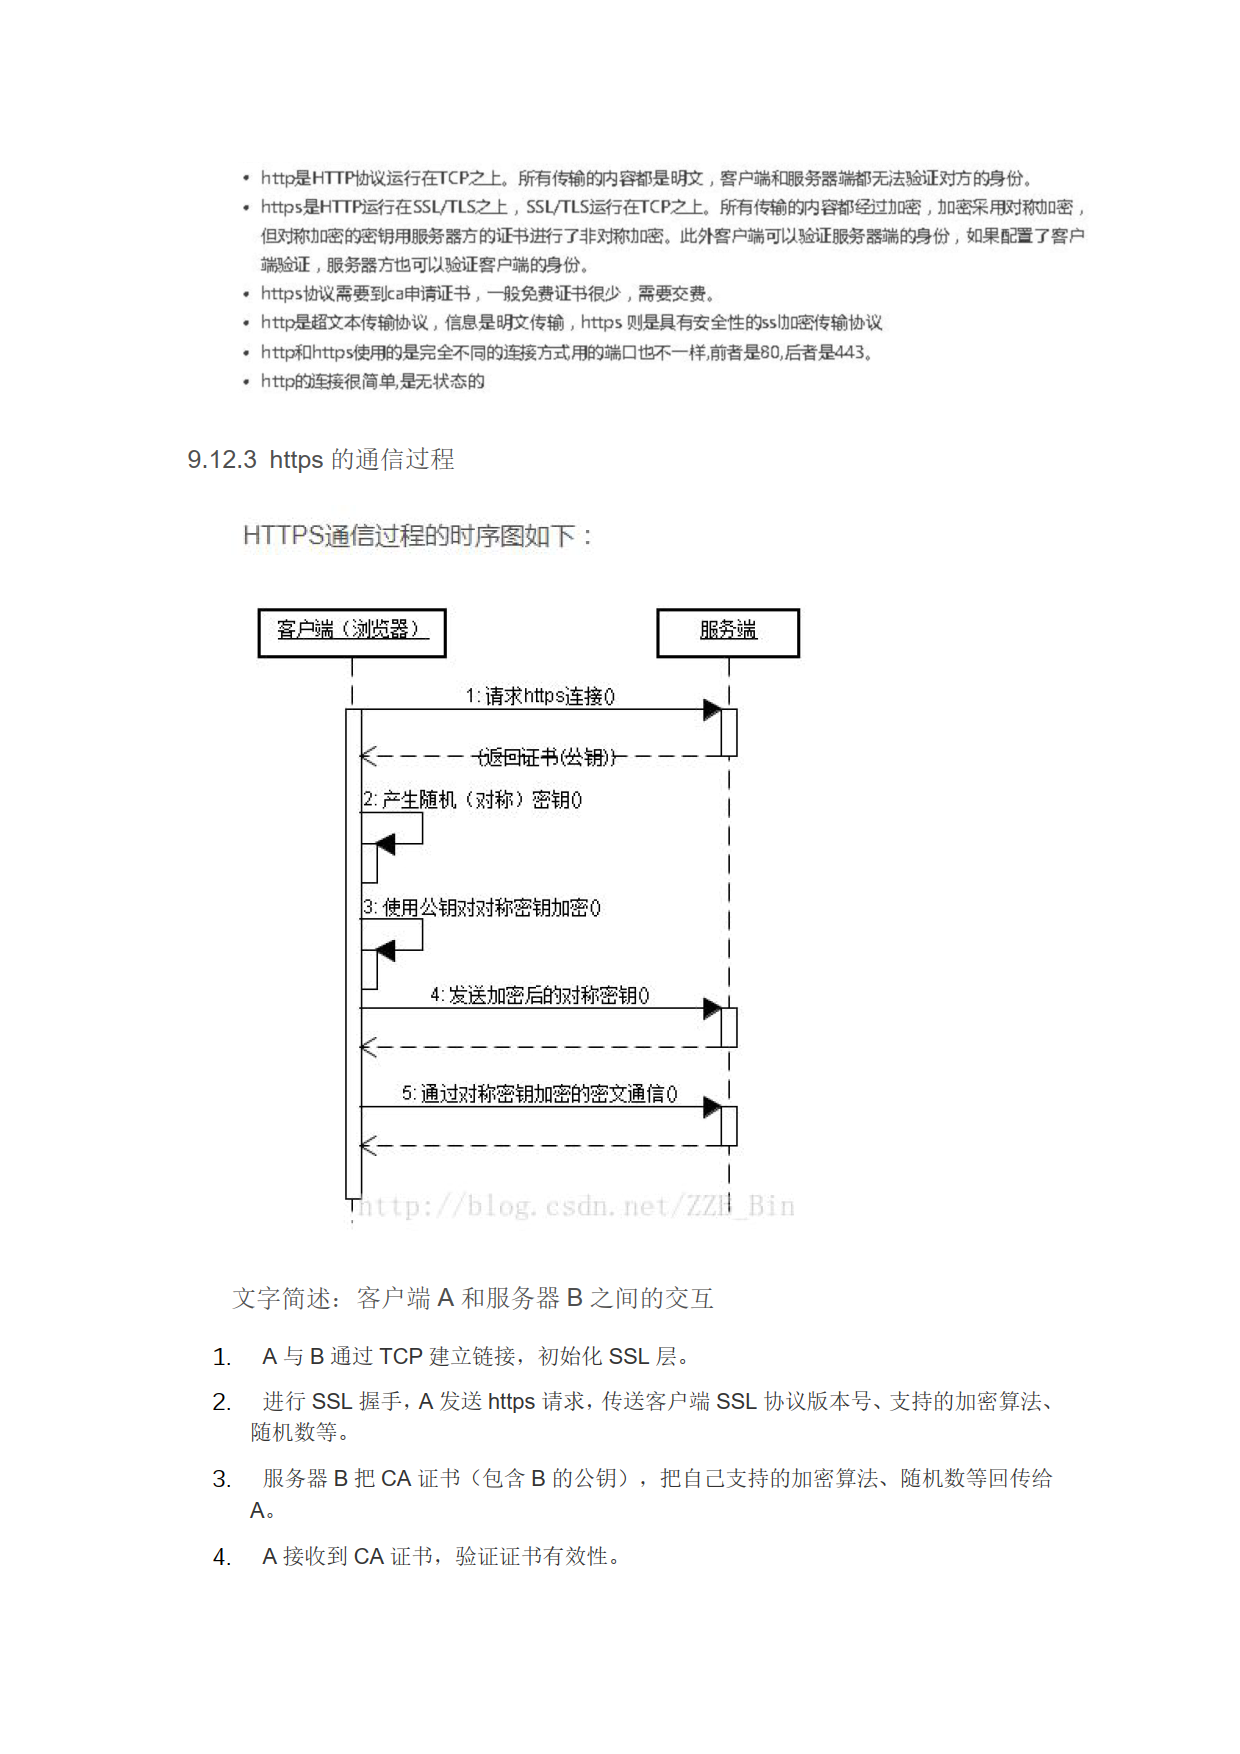 • http是HTTP协议运行在TCP之上。所有传输的内容都是明文，客户端和服务器端都无法验证对方的身份。
• https是HTTP运行在SSL/TLS之上，SSL/TLS运行在TCP之上。所有传输的内容都经过加密，加密采用对称加密，
但对称加密的密钥用服务器方的证书进行了非对称加密。此外客户端可以验证服务器端的身份，如果配置了客户
端验证，服务器方也可以验证客户端的身份。
• https协议需要到ca申请证书，一般免费证书很少，需要交费。
• http是超文本传输协议，信息是明文传输，https 则是具有安全性的ssl加密传输协议
• http和https使用的是完全不同的连接方式用的端口也不一样,前者是80,后者是443。
• http的连接很简单,是无状态的
9.12.3 https 的通信过程
HTTPS通信过程的时序图如下：
客户端（浏览器） 服务端
1: 请求https连接()
(返回证书(公钥))
2: 产生随机（对称）密钥()
3: 使用公钥对对称密钥加密()
4: 发送加密后的对称密钥()
5: 通过对称密钥加密的密文通信()
http://blog.csdn.net/ZZB_Bin
文字简述：客户端 A 和服务器 B 之间的交互
1. A 与 B 通过 TCP 建立链接，初始化 SSL 层。
2. 进行 SSL 握手，A 发送 https 请求，传送客户端 SSL 协议版本号、支持的加密算法、
随机数等。
3. 服务器 B 把 CA 证书（包含 B 的公钥），把自己支持的加密算法、随机数等回传给
A。
4. A 接收到 CA 证书，验证证书有效性。